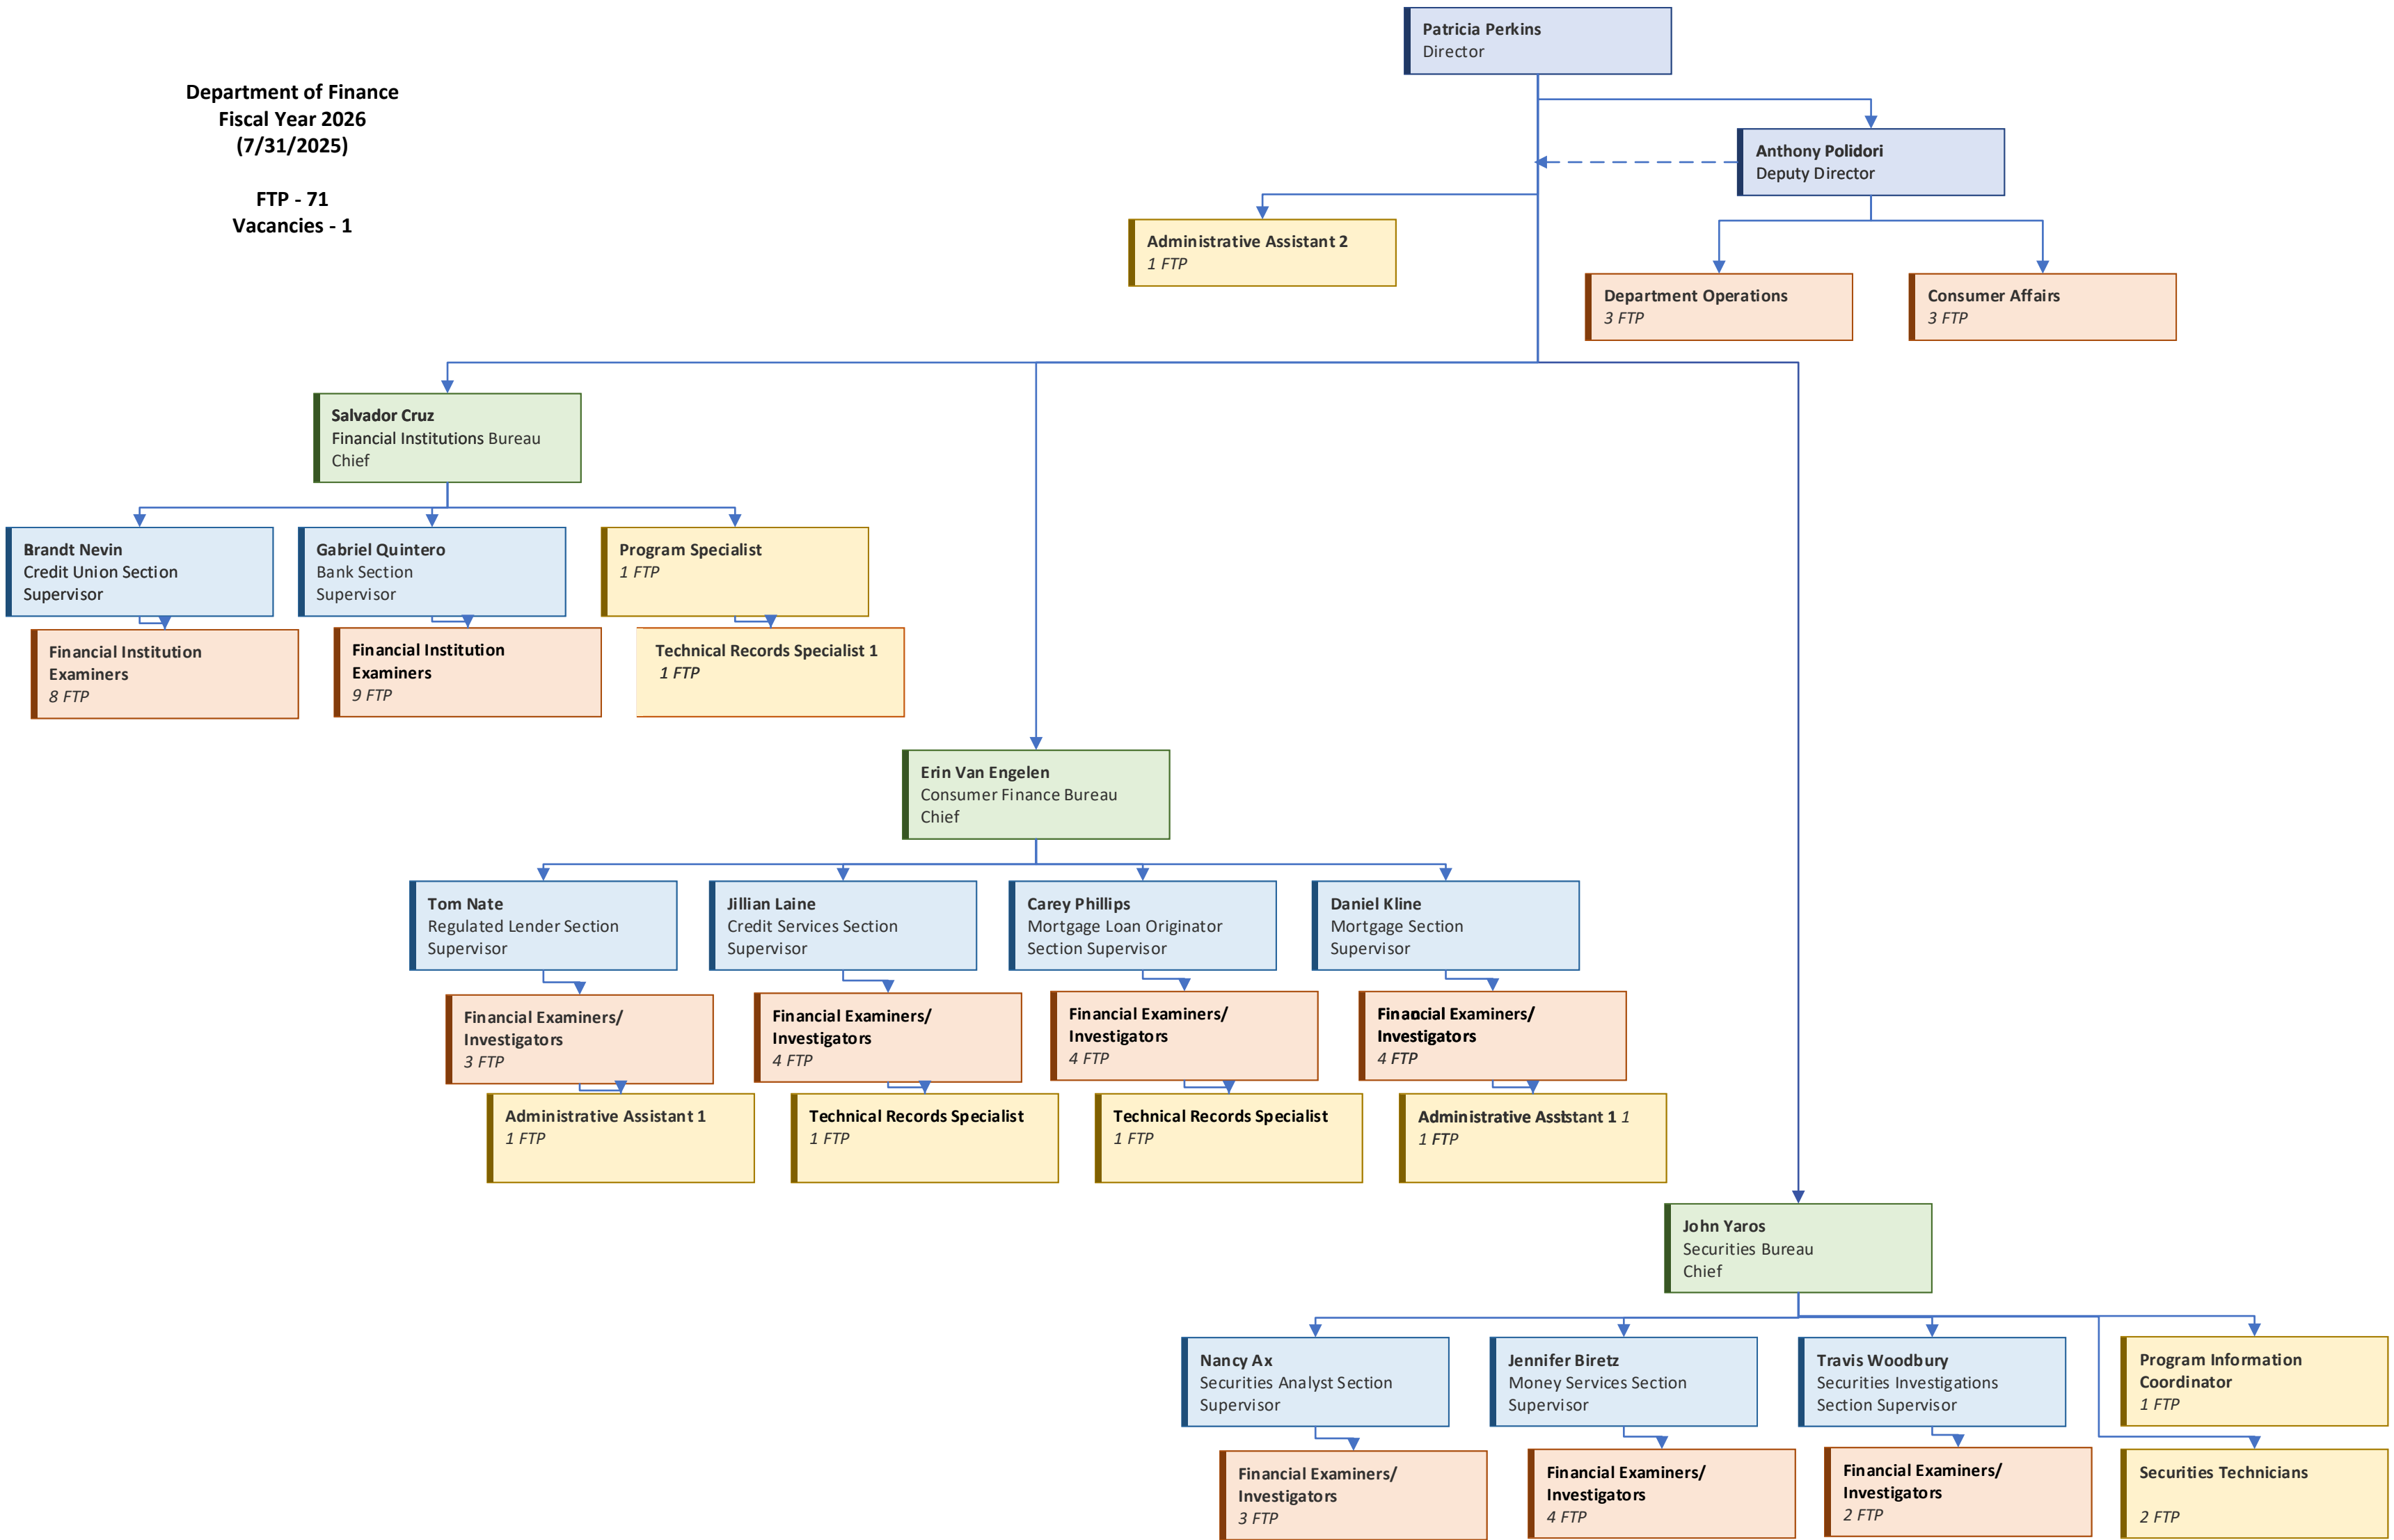 Patricia Perkins
Director
Department of Finance
Fiscal Year 2026
(7/31/2025)
FTP - 71
Vacancies - 1
Anthony Polidori
Deputy Director
Administrative Assistant 2
1 FTP
Department Operations
3 FTP
Consumer Affairs
3 FTP
Salvador Cruz
Financial Institutions Bureau
Chief
Brandt Nevin
Credit Union Section
Supervisor
Gabriel Quintero
Bank Section
Supervisor
Program Specialist
1 FTP
Financial Institution
Examiners
8 FTP
Financial Institution
Examiners
9 FTP
Technical Records Specialist 1
1 FTP
Erin Van Engelen
Consumer Finance Bureau
Chief
Tom Nate
Regulated Lender Section
Supervisor
Jillian Laine
Credit Services Section
Supervisor
Carey Phillips
Mortgage Loan Originator
Section Supervisor
Daniel Kline
Mortgage Section
Supervisor
Financial Examiners/
Investigators
3 FTP
Financial Examiners/
Investigators
4 FTP
Financial Examiners/
Investigators
4 FTP
Financial Examiners/
Investigators
4 FTP
Administrative Assistant 1
1 FTP
Technical Records Specialist
1 FTP
Technical Records Specialist
1 FTP
Administrative Assistant 1 1
1 FTP
John Yaros
Securities Bureau
Chief
Nancy Ax
Securities Analyst Section
Supervisor
Jennifer Biretz
Money Services Section
Supervisor
Travis Woodbury
Securities Investigations
Section Supervisor
Program Information
Coordinator
1 FTP
Financial Examiners/
Investigators
3 FTP
Financial Examiners/
Investigators
4 FTP
Financial Examiners/
Investigators
2 FTP
Securities Technicians
2 FTP